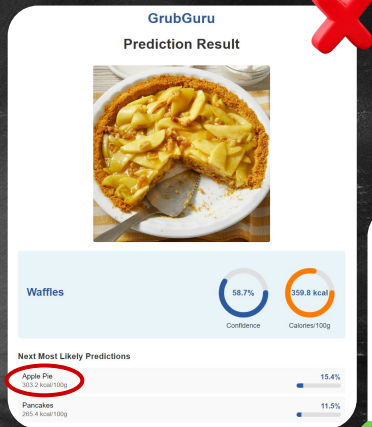 GrubGuru
Prediction Result
Waffles
58.7%
359.8 kcal
Confidence
Calories/100g
Next Most Likely Predictions
Apple Pie
15.4%
303.2 kcal/100g
Pancakes
11.5%
265.4 kcal/100g